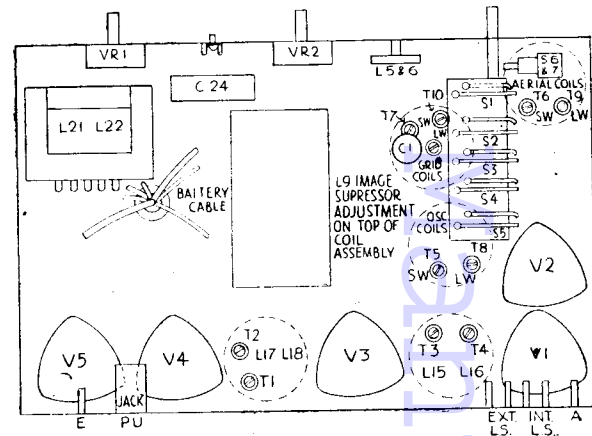 VR1
VR2
L5&6
C 24
S6
& 7
AERIAL COILS
T6
T9
SW
LW
T10
T7
SW
LW
C1
GRID
COILS
S1
S2
S3
S4
S5
L21 L22
BATTERY
CABLE
L9 IMAGE
SUPRESSOR
ADJUSTMENT
ON TOP OF
COIL
ASSEMBLY
OSC
COILS
T5
T8
SW
LW
V2
V5
V4
T2
L17 L18
T1
V3
T3
T4
L15 L16
V1
JACK
E
PU
EXT.
L.S.
INT.
L.S.
A